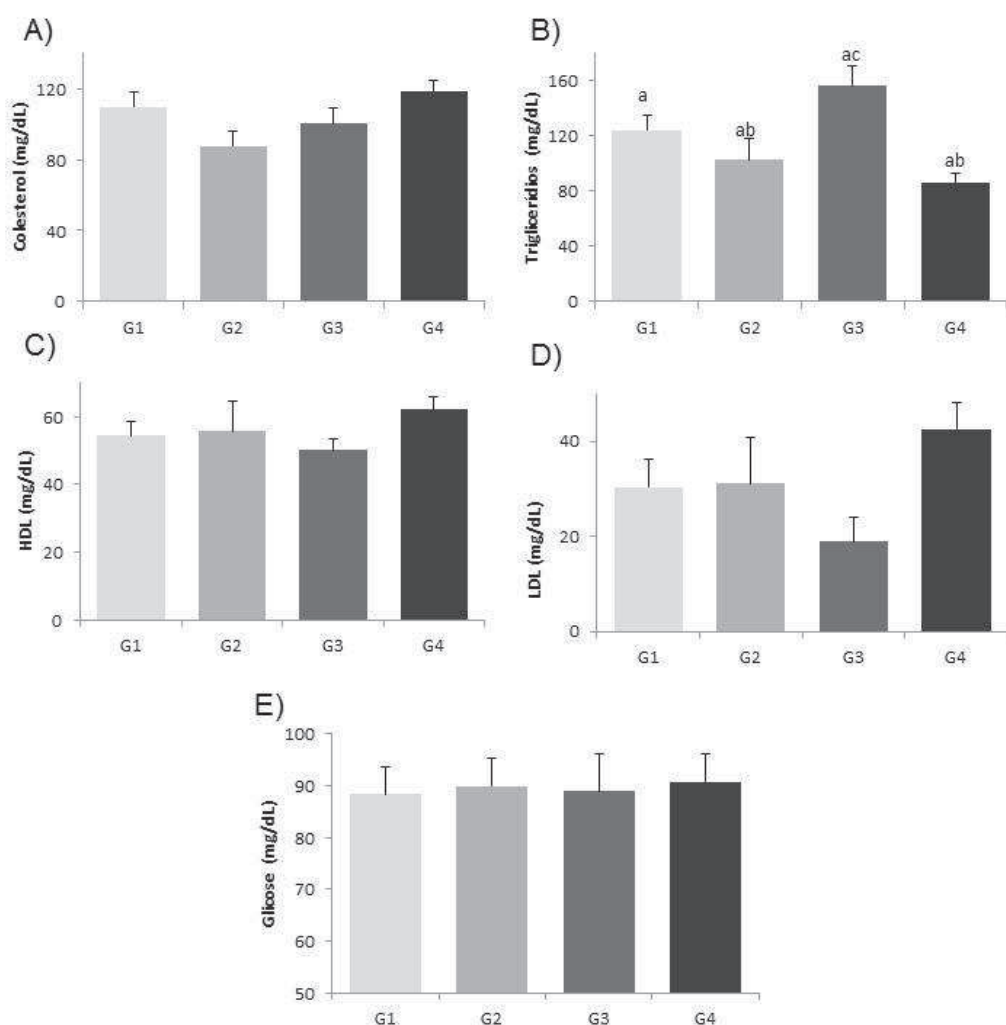 A)
Colesterol (mg/dL)
120
80
40
0
G1 G2 G3 G4
B)
Triglicerídios (mg/dL)
160
120
80
40
0
a ab ac ab
G1 G2 G3 G4
C)
HDL (mg/dL)
60
40
20
0
G1 G2 G3 G4
D)
LDL (mg/dL)
40
20
0
G1 G2 G3 G4
E)
Glicose (mg/dL)
100
90
80
70
60
50
G1 G2 G3 G4